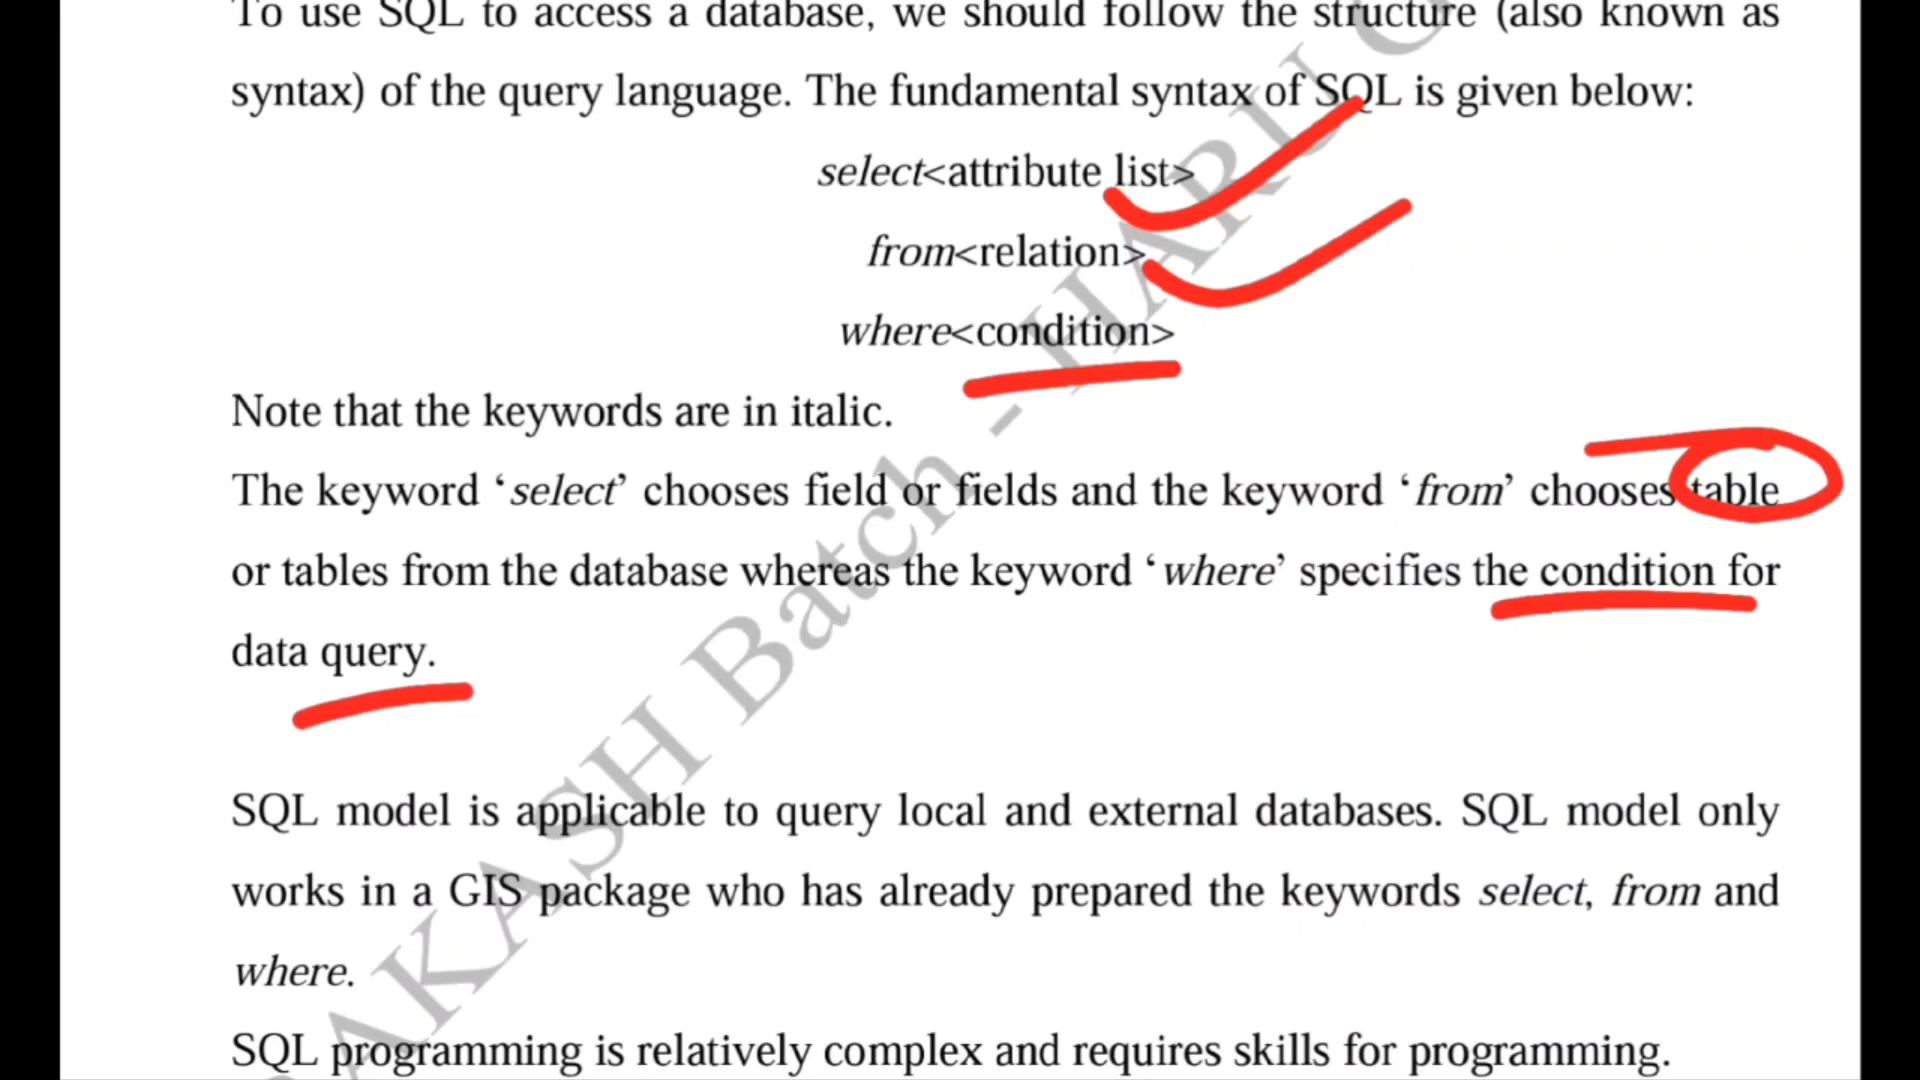 To use SQL to access a database, we should follow the structure (also known as
syntax) of the query language. The fundamental syntax of SQL is given below:
select<attribute list>
from<relation>
where<condition>
Note that the keywords are in italic.
The keyword ‘select’ chooses field or fields and the keyword ‘from’ chooses table
or tables from the database whereas the keyword ‘where’ specifies the condition for
data query.
SQL model is applicable to query local and external databases. SQL model only
works in a GIS package who has already prepared the keywords select, from and
where.
SQL programming is relatively complex and requires skills for programming.
AKASH Batch - HARU